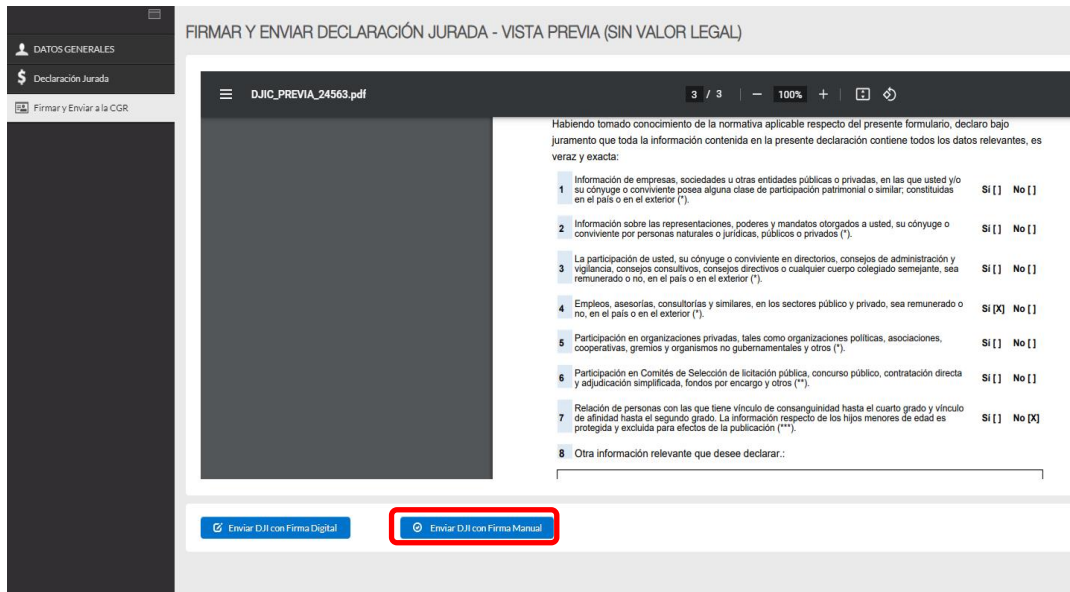 FIRMAR Y ENVIAR DECLARACIÓN JURADA - VISTA PREVIA (SIN VALOR LEGAL)
DATOS GENERALES
Declaración Jurada
Firmar y Enviar a la CGR
DJIC_PREVIA_24563.pdf
3 / 3
100%
Habiendo tomado conocimiento de la normativa aplicable respecto del presente formulario, declaro bajo
juramento que toda la información contenida en la presente declaración contiene todos los datos relevantes, es
veraz y exacta:
1 Información de empresas, sociedades u otras entidades públicas o privadas, en las que usted y/o
su cónyuge o conviviente posea alguna clase de participación patrimonial o similar; constituidas
en el país o en el exterior (*).
Sí [ ] No [ ]
2 Información sobre las representaciones, poderes y mandatos otorgados a usted, su cónyuge o
conviviente por personas naturales o jurídicas, públicos o privados (*).
Sí [ ] No [ ]
3 La participación de usted, su cónyuge o conviviente en directorios, consejos de administración y
vigilancia, consejos consultivos, consejos directivos o cualquier cuerpo colegiado semejante, sea
remunerado o no, en el país o en el exterior (*).
Sí [ ] No [ ]
4 Empleos, asesorías, consultorías y similares, en los sectores público y privado, sea remunerado o
no, en el país o en el exterior (*).
Sí [X] No [ ]
5 Participación en organizaciones privadas, tales como organizaciones políticas, asociaciones,
cooperativas, gremios y organismos no gubernamentales y otros (*).
Sí [ ] No [ ]
6 Participación en Comités de Selección de licitación pública, concurso público, contratación directa
y adjudicación simplificada, fondos por encargo y otros (**).
Sí [ ] No [ ]
7 Relación de personas con las que tiene vínculo de consanguinidad hasta el cuarto grado y vínculo
de afinidad hasta el segundo grado. La información respecto de los hijos menores de edad es
protegida y excluida para efectos de la publicación (***).
Sí [ ] No [X]
8 Otra información relevante que desee declarar.:
Enviar DJI con Firma Digital
Enviar DJI con Firma Manual